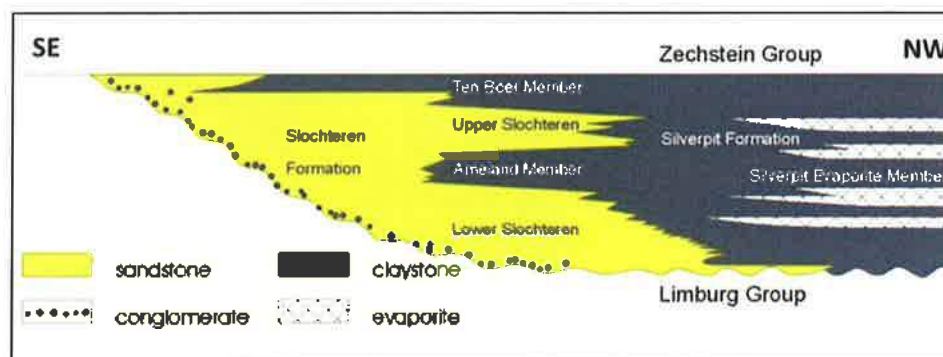 SE
Zechstein Group
NW
Ten Boer Member
Upper Slochteren
Slochteren
Formation
Silverpit Formation
Ameland Member
Silverpit Evaporite Member
Lower Slochteren
sandstone
claystone
Limburg Group
conglomerate
evaporite